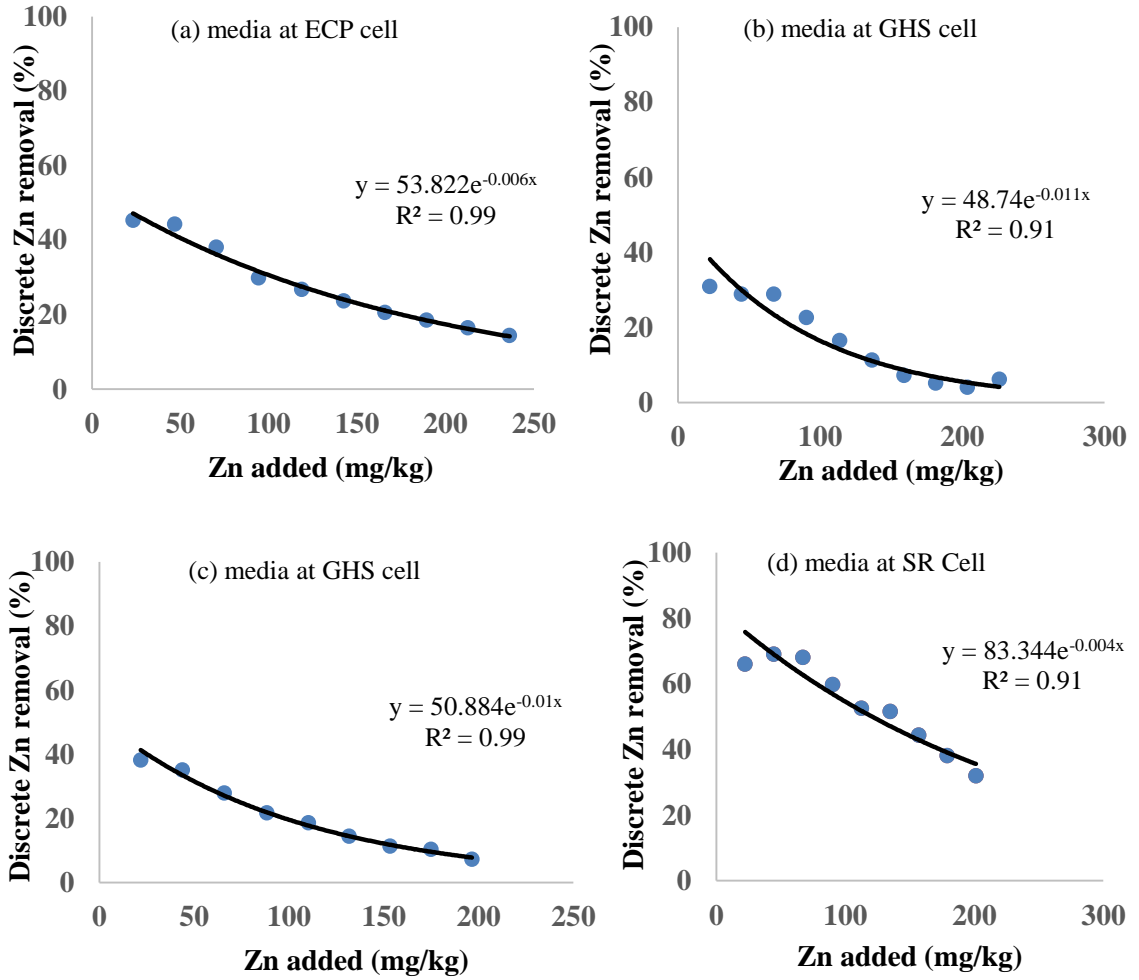 (a) media at ECP cell
Discrete Zn removal (%)
100
80
60
40
20
0
y = 53.822e^-0.006x
R² = 0.99
0 50 100 150 200 250
Zn added (mg/kg)
(b) media at GHS cell
Discrete Zn removal (%)
100
80
60
40
20
0
y = 48.74e^-0.011x
R² = 0.91
0 100 200 300
Zn added (mg/kg)
(c) media at GHS cell
Discrete Zn removal (%)
100
80
60
40
20
0
y = 50.884e^-0.01x
R² = 0.99
0 50 100 150 200 250
Zn added (mg/kg)
(d) media at SR Cell
Discrete Zn removal (%)
100
80
60
40
20
0
y = 83.344e^-0.004x
R² = 0.91
0 100 200 300
Zn added (mg/kg)